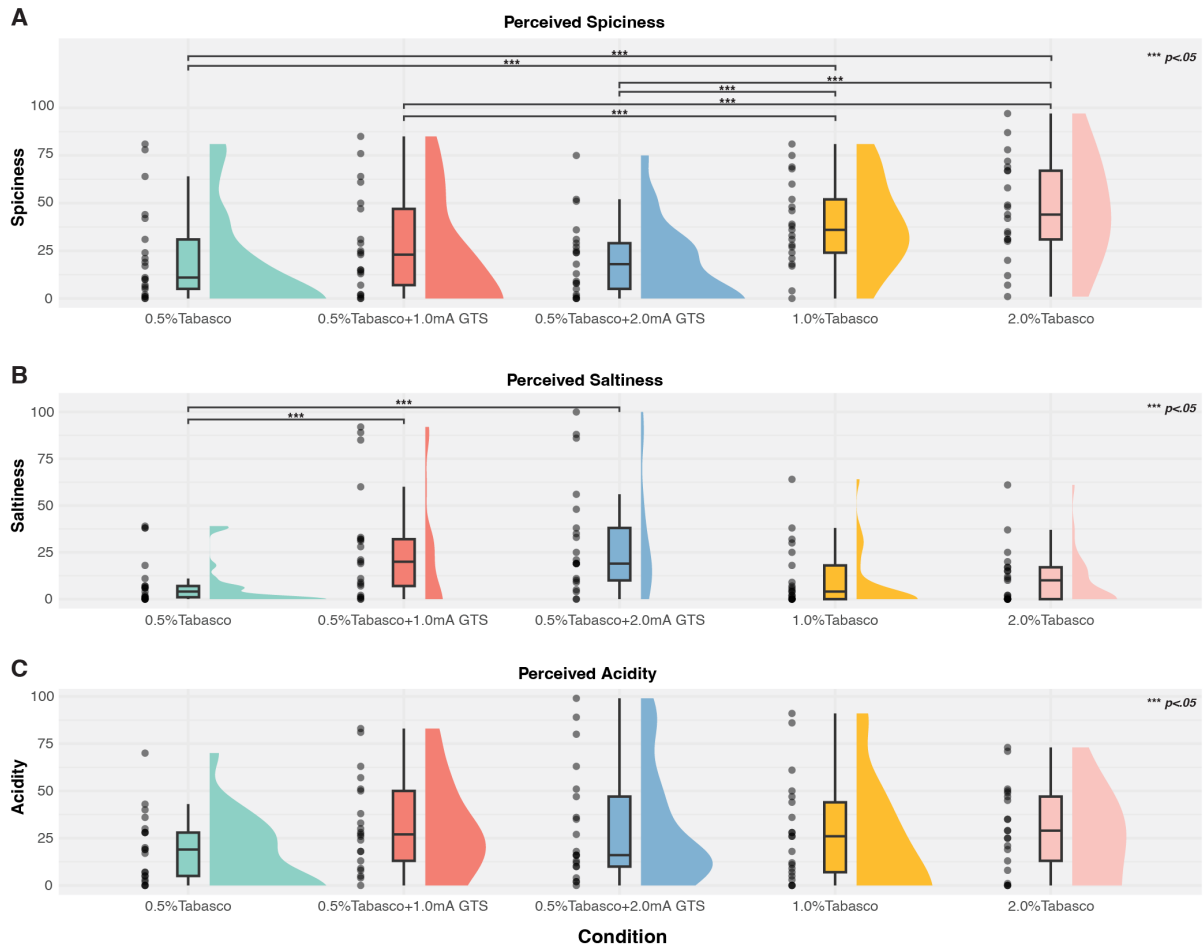 A
Perceived Spiciness
***
*** p<.05
***
***
***
***
***
100
75
50
25
0
Spiciness
0.5%Tabasco
0.5%Tabasco+1.0mA GTS
0.5%Tabasco+2.0mA GTS
1.0%Tabasco
2.0%Tabasco
B
Perceived Saltiness
***
*** p<.05
***
100
75
50
25
0
Saltiness
0.5%Tabasco
0.5%Tabasco+1.0mA GTS
0.5%Tabasco+2.0mA GTS
1.0%Tabasco
2.0%Tabasco
C
Perceived Acidity
*** p<.05
100
75
50
25
0
Acidity
0.5%Tabasco
0.5%Tabasco+1.0mA GTS
0.5%Tabasco+2.0mA GTS
1.0%Tabasco
2.0%Tabasco
Condition